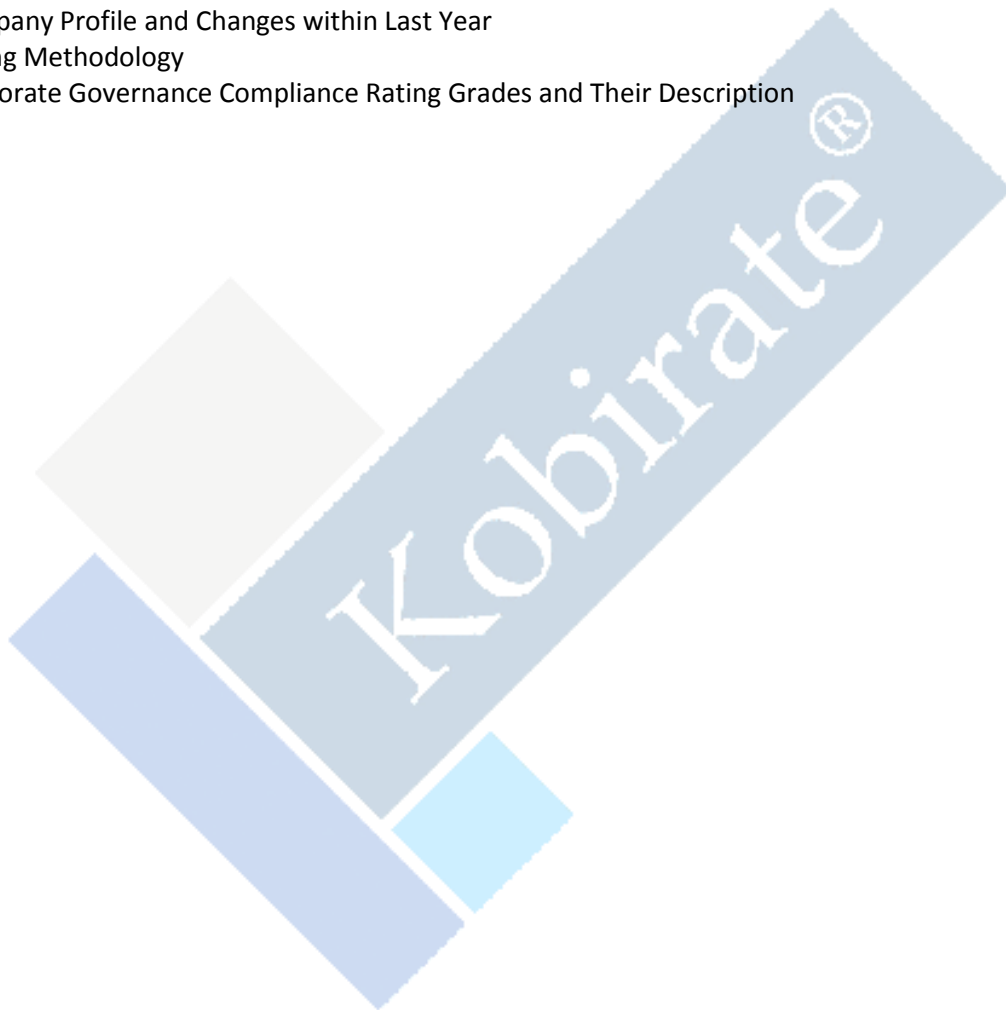 pany Profile and Changes within Last Year
ng Methodology
orate Governance Compliance Rating Grades and Their Description
Kobirate®